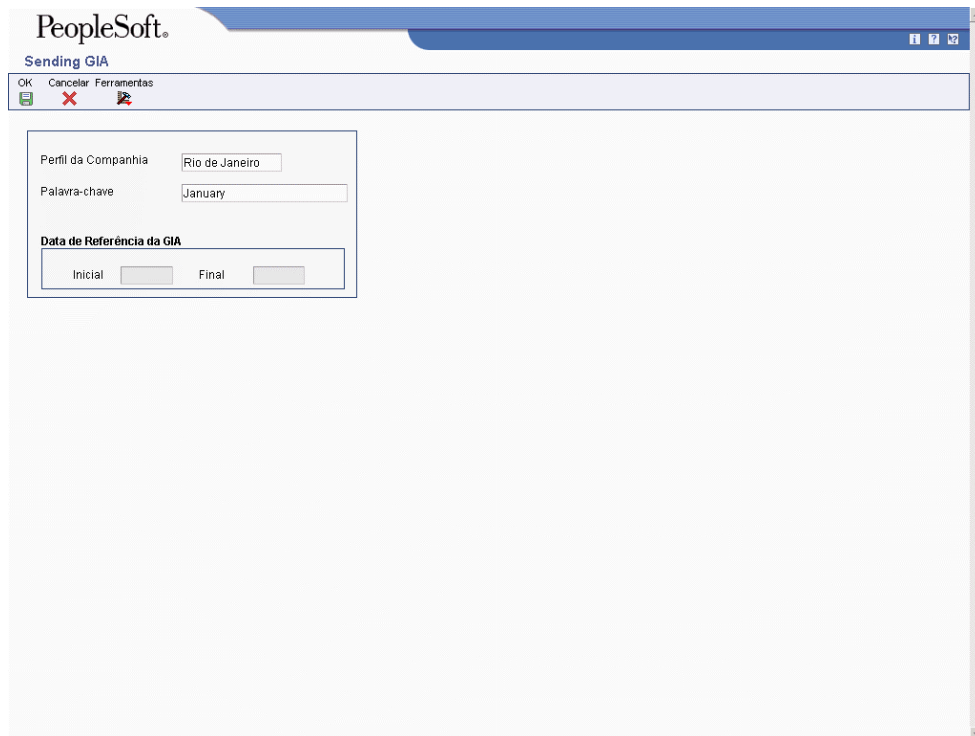 PeopleSoft®
Sending GIA
OK Cancelar Ferramentas
Perfil da Companhia Rio de Janeiro
Palavra-chave January
Data de Referência da GIA
Inicial Final